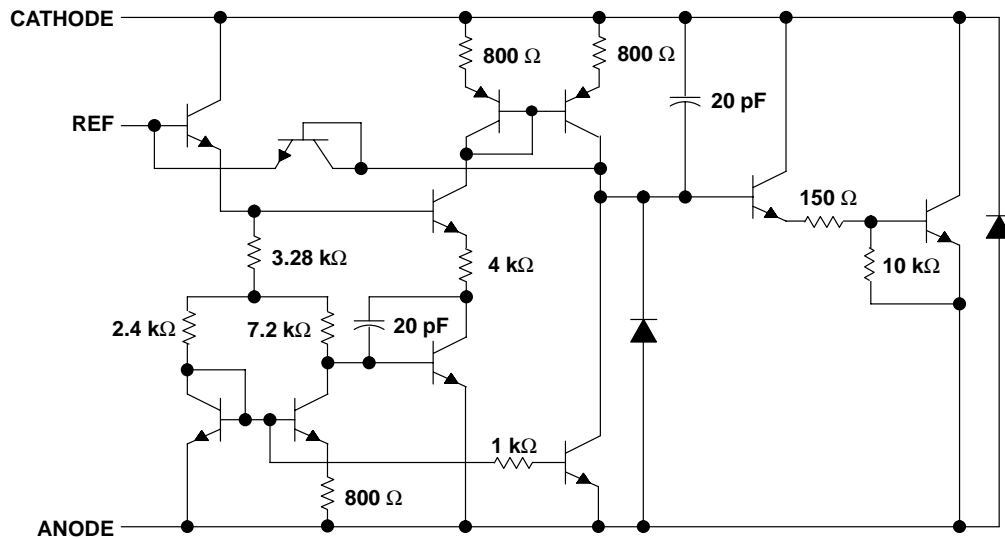 CATHODE
800 Ω
800 Ω
20 pF
REF
150 Ω
3.28 kΩ
4 kΩ
10 kΩ
2.4 kΩ
7.2 kΩ
20 pF
1 kΩ
800 Ω
ANODE